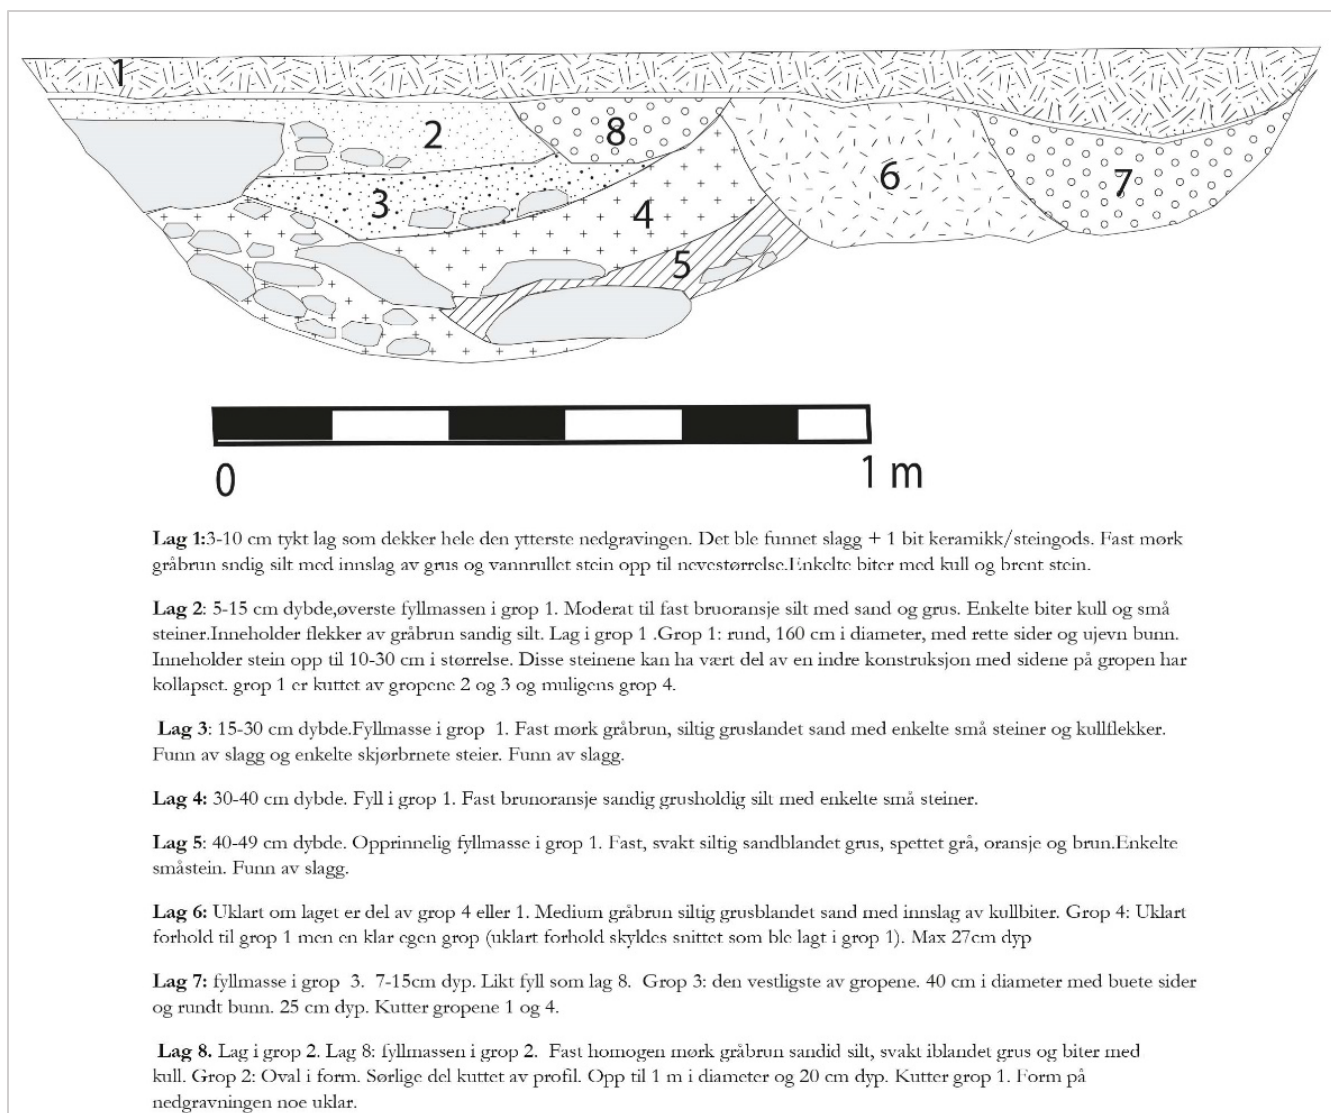 1
2
8
3
4
5
6
7
0
1 m
Lag 1:3-10 cm tykt lag som dekker hele den ytterste nedgravingen. Det ble funnet slagg + 1 bit keramikk/steingods. Fast mørk
gråbrun sndig silt med innslag av grus og vannrullet stein opp til nevestørrelse.Enkelte biter med kull og brent stein.
Lag 2: 5-15 cm dybde,øverste fyllmassen i grop 1. Moderat til fast bruoransje silt med sand og grus. Enkelte biter kull og små
steiner.Inneholder flekker av gråbrun sandig silt. Lag i grop 1 .Grop 1: rund, 160 cm i diameter, med rette sider og ujevn bunn.
Inneholder stein opp til 10-30 cm i størrelse. Disse steinene kan ha vært del av en indre konstruksjon med sidene på gropen har
kollapset. grop 1 er kuttet av gropene 2 og 3 og muligens grop 4.
Lag 3: 15-30 cm dybde.Fyllmasse i grop 1. Fast mørk gråbrun, siltig gruslandet sand med enkelte små steiner og kullflekker.
Funn av slagg og enkelte skjørbrnete steier. Funn av slagg.
Lag 4: 30-40 cm dybde. Fyll i grop 1. Fast brunoransje sandig grusholdig silt med enkelte små steiner.
Lag 5: 40-49 cm dybde. Opprinnelig fyllmasse i grop 1. Fast, svakt siltig sandblandet grus, spettet grå, oransje og brun.Enkelte
småstein. Funn av slagg.
Lag 6: Uklart om laget er del av grop 4 eller 1. Medium gråbrun siltig grusblandet sand med innslag av kullbiter. Grop 4: Uklart
forhold til grop 1 men en klar egen grop (uklart forhold skyldes snittet som ble lagt i grop 1). Max 27cm dyp
Lag 7: fyllmasse i grop 3. 7-15cm dyp. Likt fyll som lag 8. Grop 3: den vestligste av gropene. 40 cm i diameter med buete sider
og rundt bunn. 25 cm dyp. Kutter gropene 1 og 4.
Lag 8. Lag i grop 2. Lag 8: fyllmassen i grop 2. Fast homogen mørk gråbrun sandid silt, svakt iblandet grus og biter med
kull. Grop 2: Oval i form. Sørlige del kuttet av profil. Opp til 1 m i diameter og 20 cm dyp. Kutter grop 1. Form på
nedgravningen noe uklar.